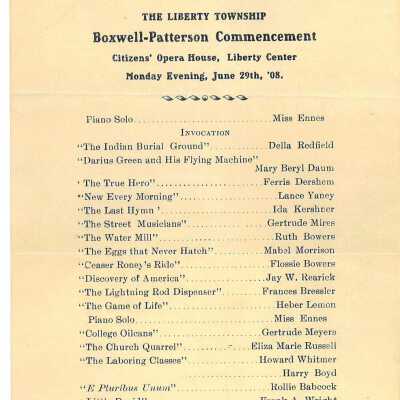 THE LIBERTY TOWNSHIP
Boxwell-Patterson Commencement
Citizens' Opera House, Liberty Center
Monday Evening, June 29th, '08.
Piano Solo.......................Miss Ennes
INVOCATION
"The Indian Burial Ground"............Della Redfield
"Darius Green and His Flying Machine"
Mary Beryl Daum
'The True Hero"....................Ferris Dershem
"New Every Morning"..................Lance Yaney
"The Last Hymn '....................Ida Kershner
"The Street Musicians"..............Gertrude Mires
"The Water Mill"....................Ruth Bowers
"The Eggs that Never Hatch"..........Mabel Morrison
"Ceaser Roney's Ride"...............Flossie Bowers
"Discovery of America"..............Jay W. Rearick
"The Lightning Rod Dispenser"........Frances Bressler
"The Game of Life"..................Heber Lemon
Piano Solo.......................Miss Ennes
"College Oilcans"...................Gertrude Meyers
"The Church Quarrel"...........Eliza Marie Russell
"The Laboring Classes"..............Howard Whitmer
Harry Boyd
"E Pluribus Unum"...................Rollie Babcock